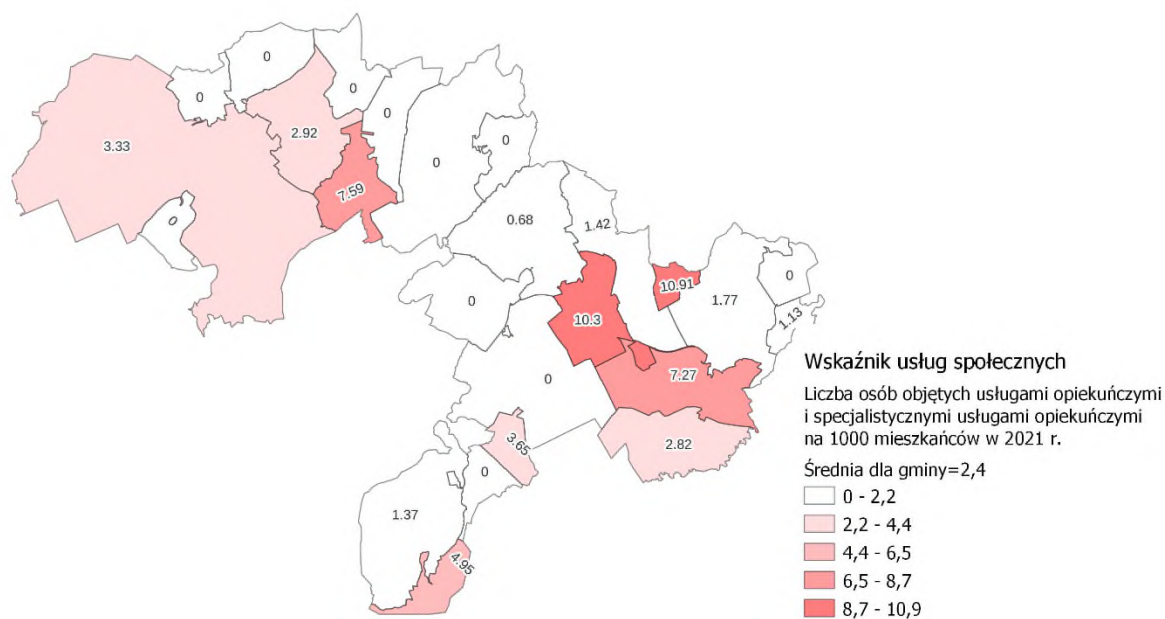 0
0
0
0
3.33
2.92
0
0
7.59
0
0.68
1.42
0
10.91
0
1.77
1.13
10.3
7.27
0
3.65
2.82
0
1.37
4.95
Wskaźnik usług społecznych
Liczba osób objętych usługami opiekuńczymi
i specjalistycznymi usługami opiekuńczymi
na 1000 mieszkańców w 2021 r.
Średnia dla gminy=2,4
0 - 2,2
2,2 - 4,4
4,4 - 6,5
6,5 - 8,7
8,7 - 10,9